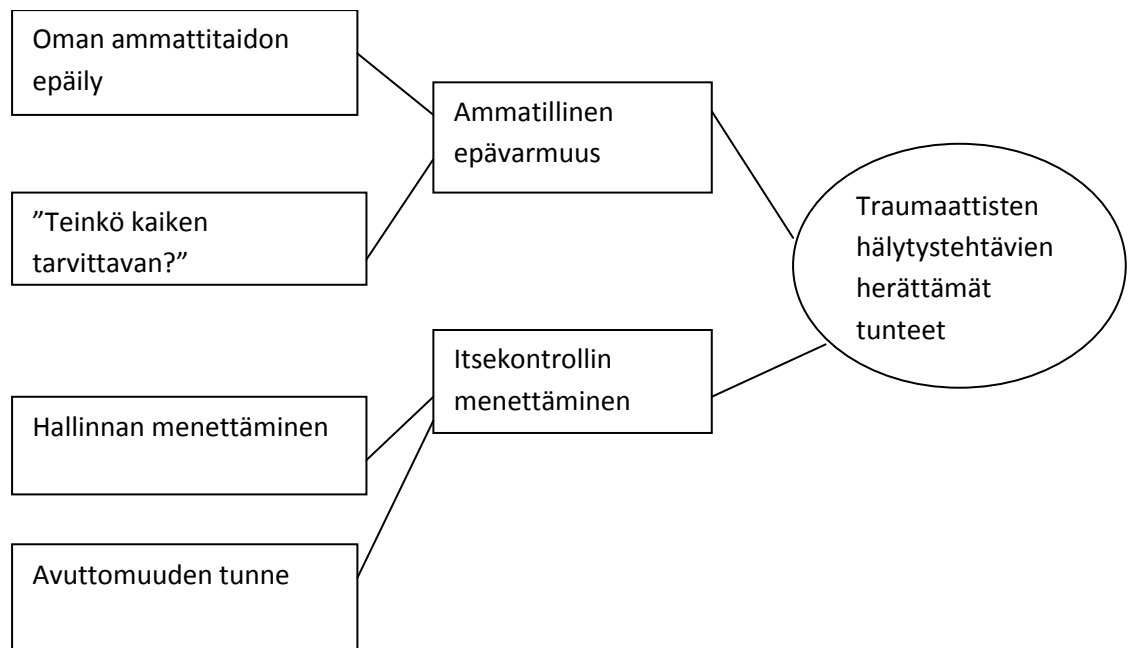 Oman ammattitaidon
epäily
”Teinkö kaiken
tarvittavan?”
Hallinnan menettäminen
Avuttomuuden tunne
Ammatillinen
epävarmuus
Itsekontrollin
menettäminen
Traumaattisten
hälytystehtävien
herättämät
tunteet